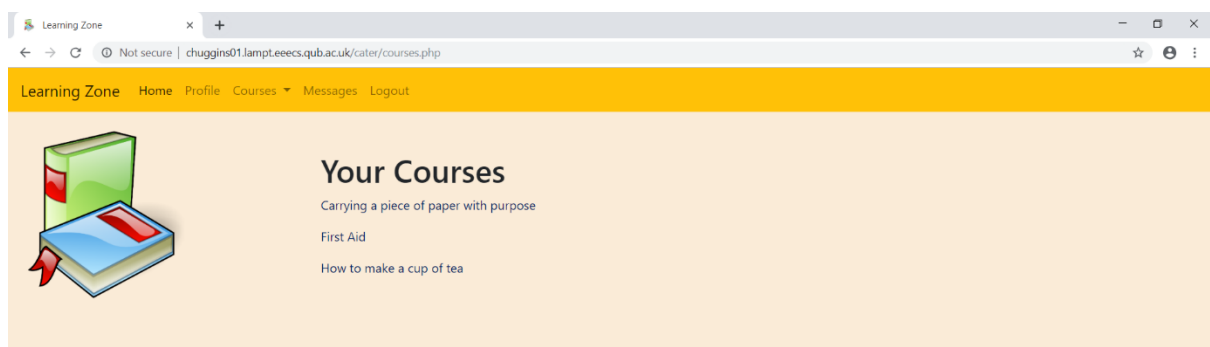 Learning Zone
Not secure | chuggins01.lampt.eeecs.qub.ac.uk/cater/courses.php
Learning Zone Home Profile Courses Messages Logout
Your Courses
Carrying a piece of paper with purpose
First Aid
How to make a cup of tea